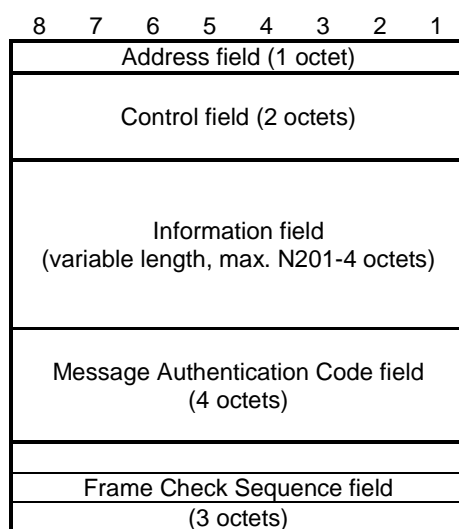 8 7 6 5 4 3 2 1
Address field (1 octet)
Control field (2 octets)
Information field
(variable length, max. N201-4 octets)
Message Authentication Code field
(4 octets)
Frame Check Sequence field
(3 octets)